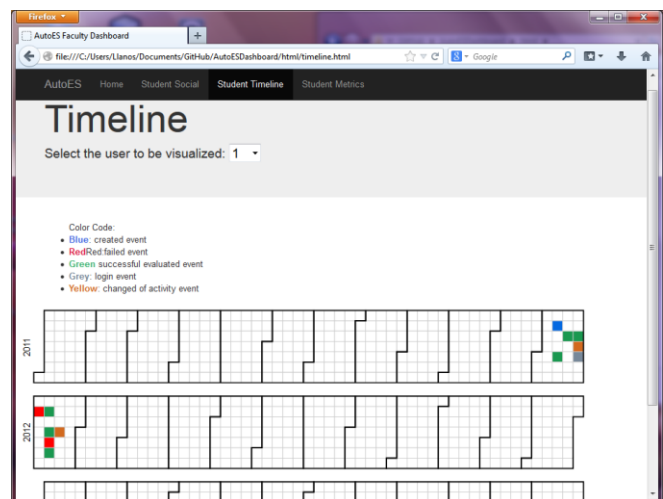 Firefox
AutoES Faculty Dashboard
file:///C:/Users/Llanos/Documents/GitHub/AutoESDashboard/html/timeline.html
Google
AutoES Home Student Social Student Timeline Student Metrics
Timeline
Select the user to be visualized: 1
Color Code:
Blue: created event
RedRed:failed event
Green successful evaluated event
Grey: login event
Yellow: changed of activity event
2011
2012